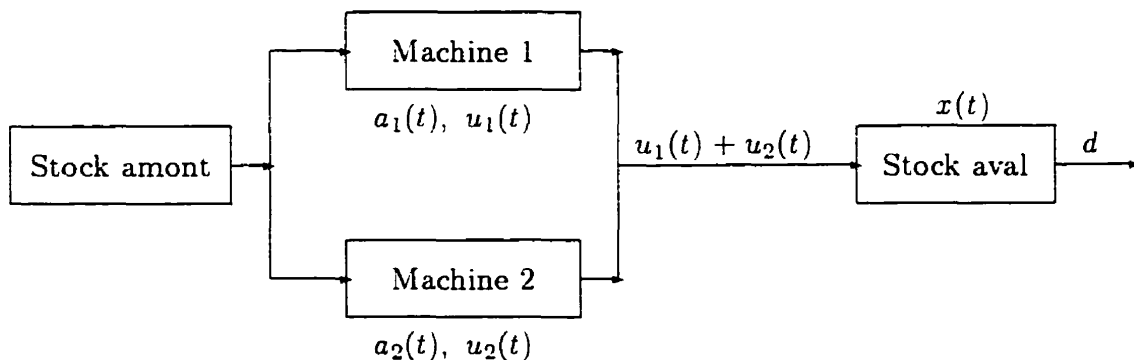 Machine 1
a₁(t), u₁(t)
Stock amont
u₁(t) + u₂(t)
x(t)
Stock aval
d
Machine 2
a₂(t), u₂(t)